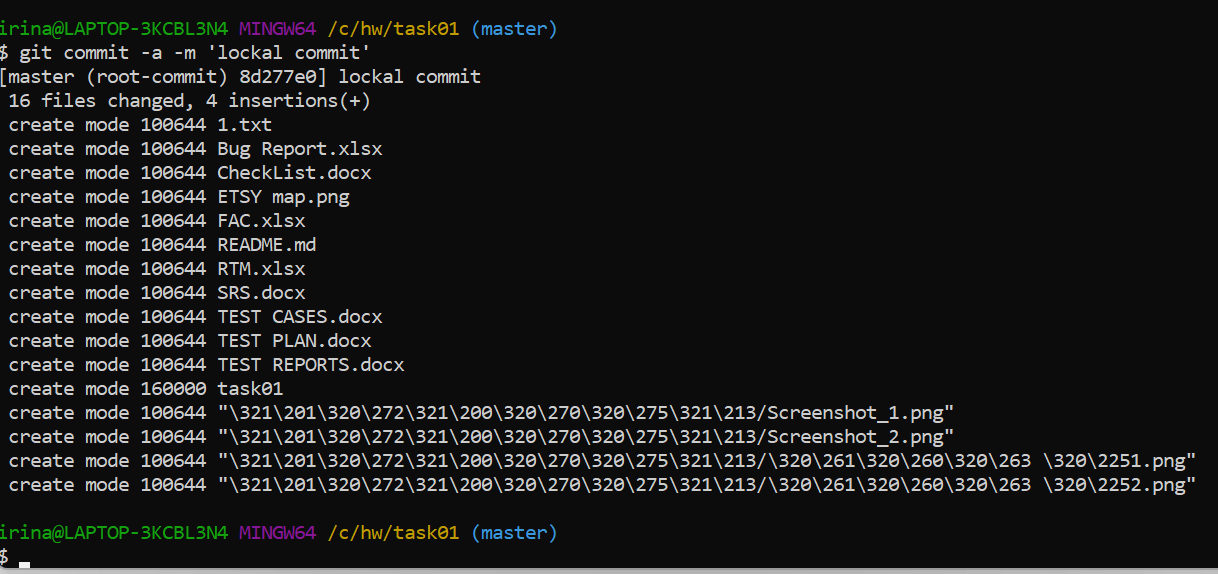 irina@LAPTOP-3KCBL3N4 MINGW64 /c/hw/task01 (master)
$ git commit -a -m 'lockal commit'
[master (root-commit) 8d277e0] lockal commit
 16 files changed, 4 insertions(+)
 create mode 100644 1.txt
 create mode 100644 Bug Report.xlsx
 create mode 100644 CheckList.docx
 create mode 100644 ETSY map.png
 create mode 100644 FAC.xlsx
 create mode 100644 README.md
 create mode 100644 RTM.xlsx
 create mode 100644 SRS.docx
 create mode 100644 TEST CASES.docx
 create mode 100644 TEST PLAN.docx
 create mode 100644 TEST REPORTS.docx
 create mode 160000 task01
 create mode 100644 "\321\201\320\272\321\200\320\270\320\275\321\213/Screenshot_1.png"
 create mode 100644 "\321\201\320\272\321\200\320\270\320\275\321\213/Screenshot_2.png"
 create mode 100644 "\321\201\320\272\321\200\320\270\320\275\321\213/\320\261\320\260\320\263 \320\2251.png"
 create mode 100644 "\321\201\320\272\321\200\320\270\320\275\321\213/\320\261\320\260\320\263 \320\2252.png"
irina@LAPTOP-3KCBL3N4 MINGW64 /c/hw/task01 (master)
$